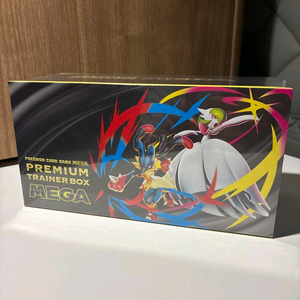 POKÉMON CARD GAME MEGA
PREMIUM
TRAINER BOX
MEGA